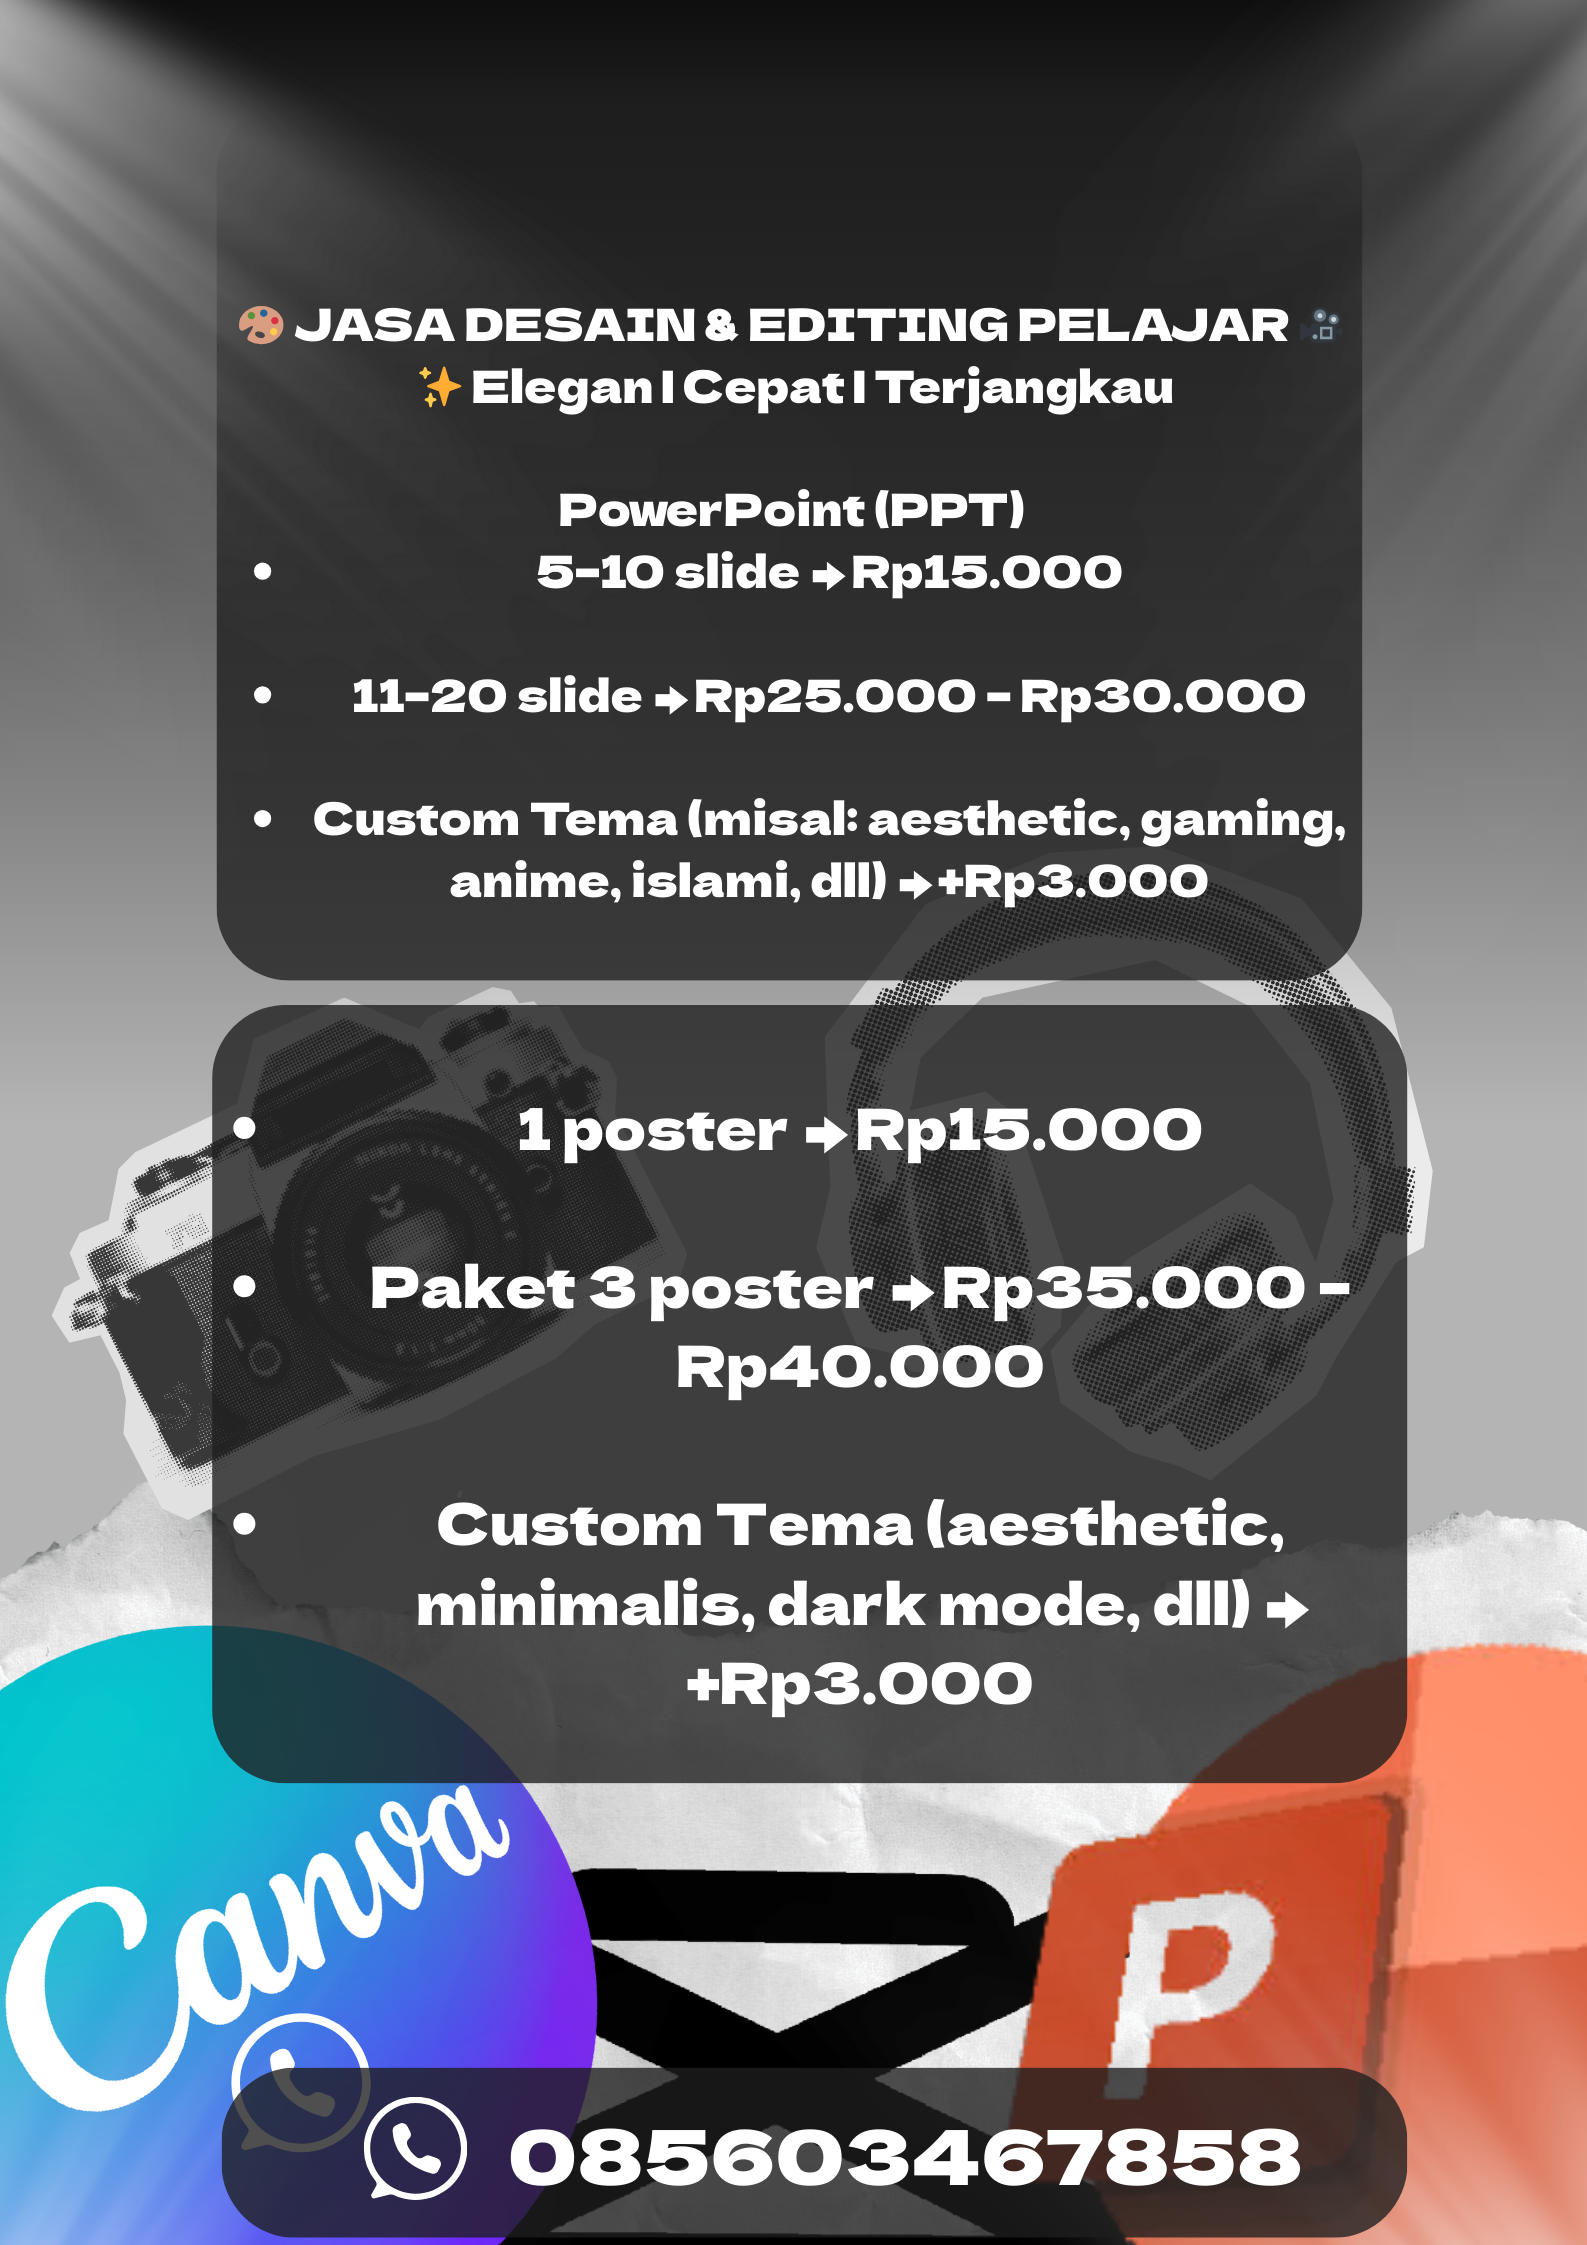 🎨 JASA DESAIN & EDITING PELAJAR 🎥
✨ Elegan | Cepat | Terjangkau
PowerPoint (PPT)
• 5–10 slide → Rp15.000
• 11–20 slide → Rp25.000 – Rp30.000
• Custom Tema (misal: aesthetic, gaming,
anime, islami, dll) → +Rp3.000
• 1 poster → Rp15.000
• Paket 3 poster → Rp35.000 –
Rp40.000
• Custom Tema (aesthetic,
minimalis, dark mode, dll) →
+Rp3.000
Canva
P
085603467858